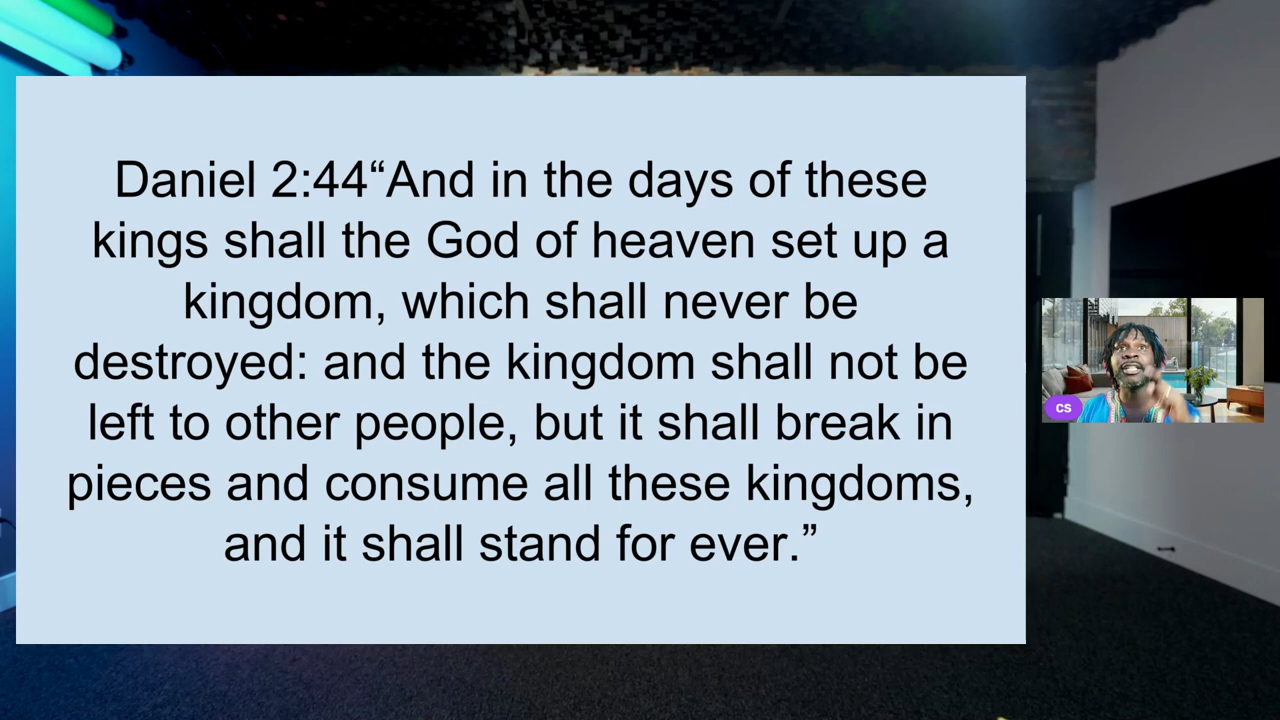 Daniel 2:44“And in the days of these
kings shall the God of heaven set up a
kingdom, which shall never be
destroyed: and the kingdom shall not be
left to other people, but it shall break in
pieces and consume all these kingdoms,
and it shall stand for ever.”
CS